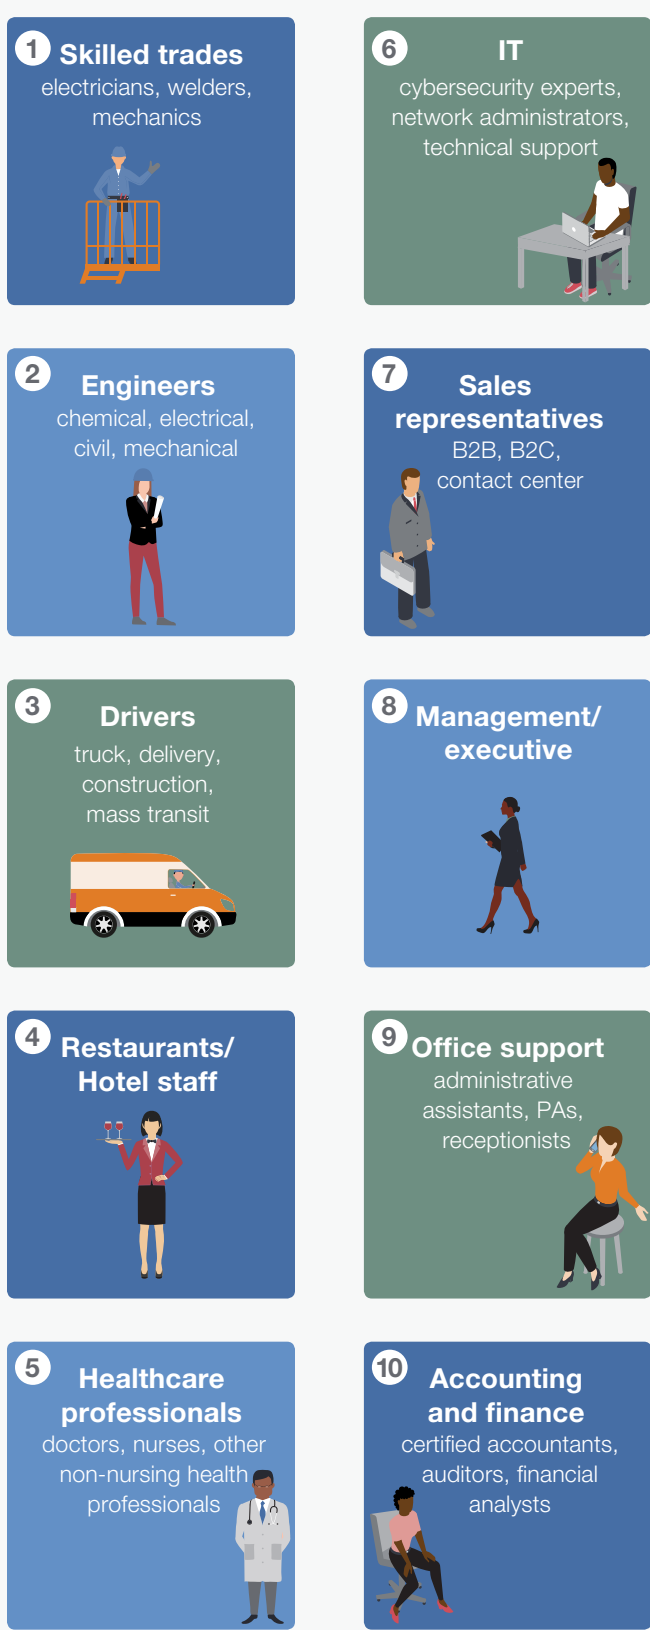 1
Skilled trades
electricians, welders,
mechanics
2
Engineers
chemical, electrical,
civil, mechanical
3
Drivers
truck, delivery,
construction,
mass transit
4
Restaurants/
Hotel staff
5
Healthcare
professionals
doctors, nurses, other
non-nursing health
professionals
6
IT
cybersecurity experts,
network administrators,
technical support
7
Sales
representatives
B2B, B2C,
contact center
8
Management/
executive
9
Office support
administrative
assistants, PAs,
receptionists
10
Accounting
and finance
certified accountants,
auditors, financial
analysts